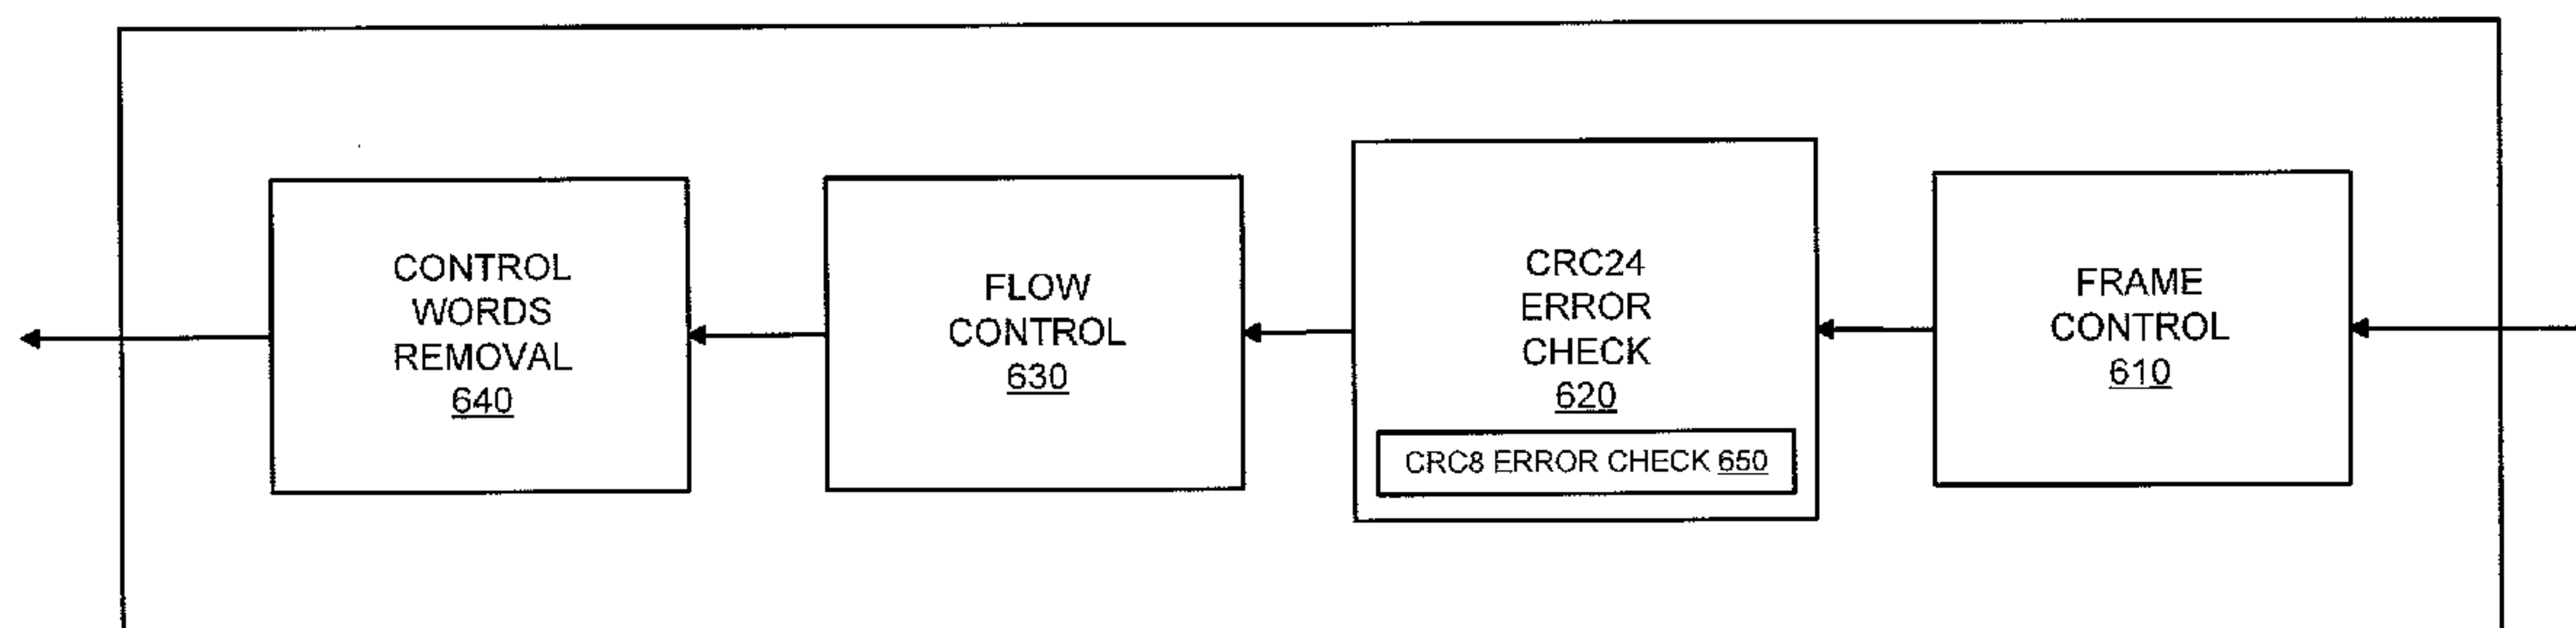 CONTROL
WORDS
REMOVAL
640
FLOW
CONTROL
630
CRC24
ERROR
CHECK
620
CRC8 ERROR CHECK 650
FRAME
CONTROL
610